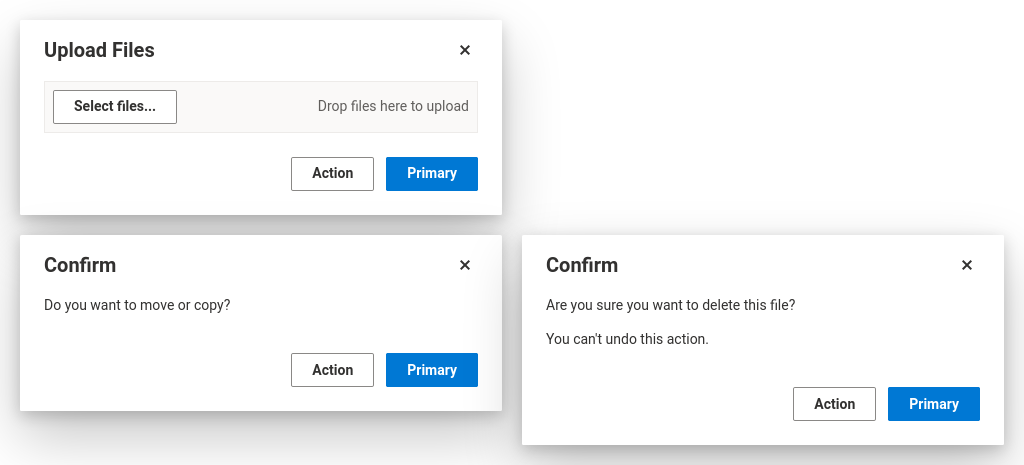 Upload Files
Select files...
Drop files here to upload
Action
Primary
Confirm
Do you want to move or copy?
Action
Primary
Confirm
Are you sure you want to delete this file?
You can't undo this action.
Action
Primary